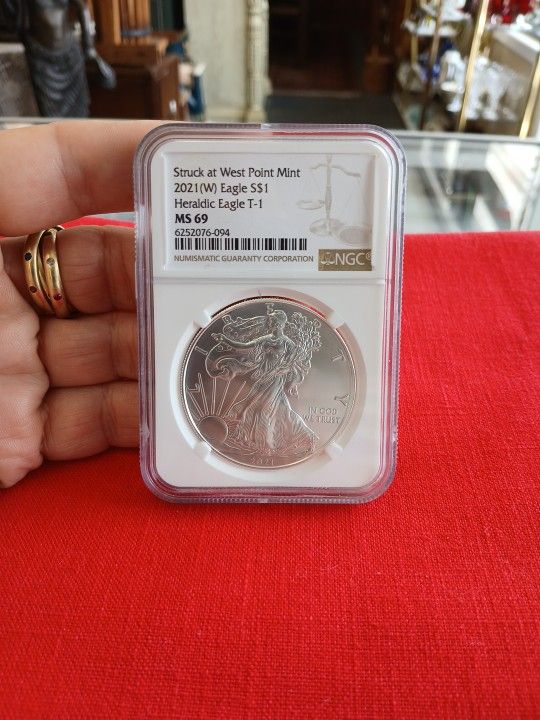 Struck at West Point Mint
2021(W) Eagle S$1
Heraldic Eagle T-1
MS 69
6252076-094
NUMISMATIC GUARANTY CORPORATION
NGC
LIBERTY
IN GOD
WE TRUST
2021